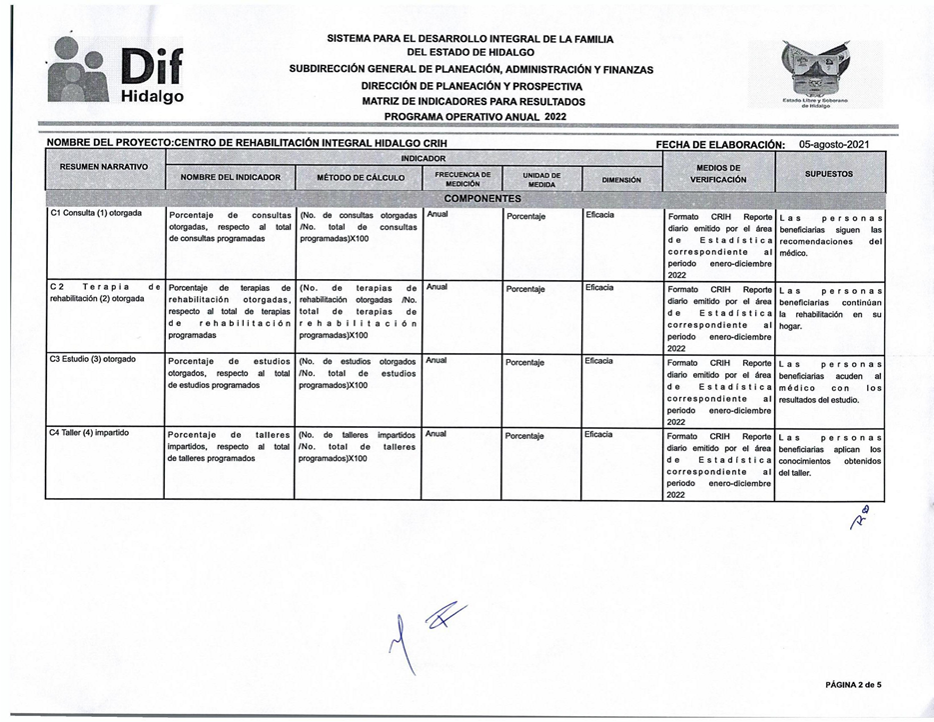 Dif
Hidalgo
SISTEMA PARA EL DESARROLLO INTEGRAL DE LA FAMILIA
DEL ESTADO DE HIDALGO
SUBDIRECCIÓN GENERAL DE PLANEACIÓN, ADMINISTRACIÓN Y FINANZAS
DIRECCIÓN DE PLANEACIÓN Y PROSPECTIVA
MATRIZ DE INDICADORES PARA RESULTADOS
PROGRAMA OPERATIVO ANUAL 2022
Estado Libre y Soberano
de Hidalgo
NOMBRE DEL PROYECTO:CENTRO DE REHABILITACIÓN INTEGRAL HIDALGO CRIH
FECHA DE ELABORACIÓN: 05-agosto-2021
RESUMEN NARRATIVO
INDICADOR
NOMBRE DEL INDICADOR
MÉTODO DE CÁLCULO
FRECUENCIA DE
MEDICIÓN
UNIDAD DE
MEDIDA
DIMENSIÓN
MEDIOS DE
VERIFICACIÓN
SUPUESTOS
COMPONENTES
C1 Consulta (1) otorgada
Porcentaje de consultas
otorgadas, respecto al total
de consultas programadas
(No. de consultas otorgadas
/No. total de consultas
programadas)X100
Anual
Porcentaje
Eficacia
Formato CRIH Reporte
diario emitido por el área
de Estadística
correspondiente al
periodo enero-diciembre
2022
Las personas
beneficiarias siguen las
recomendaciones del
médico.
C2 Terapia de
rehabilitación (2) otorgada
Porcentaje de terapias de
rehabilitación otorgadas,
respecto al total de terapias
de rehabilitación
programadas
(No. de terapias de
rehabilitación otorgadas /No.
total de terapias de
rehabilitación
programadas)X100
Anual
Porcentaje
Eficacia
Formato CRIH Reporte
diario emitido por el área
de Estadística
correspondiente al
periodo enero-diciembre
2022
Las personas
beneficiarias continúan
la rehabilitación en su
hogar.
C3 Estudio (3) otorgado
Porcentaje de estudios
otorgados, respecto al total
de estudios programados
(No. de estudios otorgados
/No. total de estudios
programados)X100
Anual
Porcentaje
Eficacia
Formato CRIH Reporte
diario emitido por el área
de Estadística
correspondiente al
periodo enero-diciembre
2022
Las personas
beneficiarias acuden al
médico con los
resultados del estudio.
C4 Taller (4) impartido
Porcentaje de talleres
impartidos, respecto al total
de talleres programados
(No. de talleres impartidos
/No. total de talleres
programados)X100
Anual
Porcentaje
Eficacia
Formato CRIH Reporte
diario emitido por el área
de Estadística
correspondiente al
periodo enero-diciembre
2022
Las personas
beneficiarias aplican los
conocimientos obtenidos
del taller.
PÁGINA 2 de 5